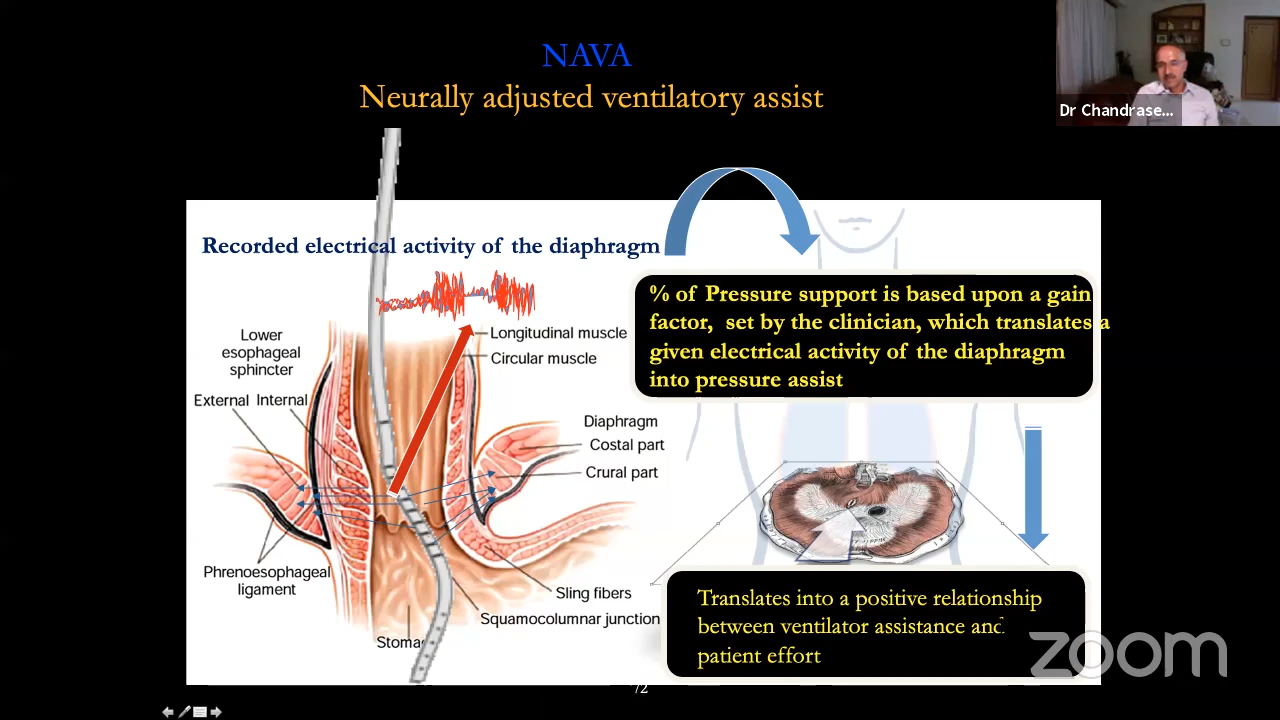 NAVA
Neurally adjusted ventilatory assist
Dr Chandrase...
Recorded electrical activity of the diaphragm
% of Pressure support is based upon a gain
factor, set by the clinician, which translates a
given electrical activity of the diaphragm
into pressure assist
Longitudinal muscle
Circular muscle
Lower
esophageal
sphincter
External Internal
Diaphragm
Costal part
Crural part
Phrenoesophageal
ligament
Sling fibers
Squamocolumnar junction
Stoma
Translates into a positive relationship
between ventilator assistance and
patient effort
zoom
72